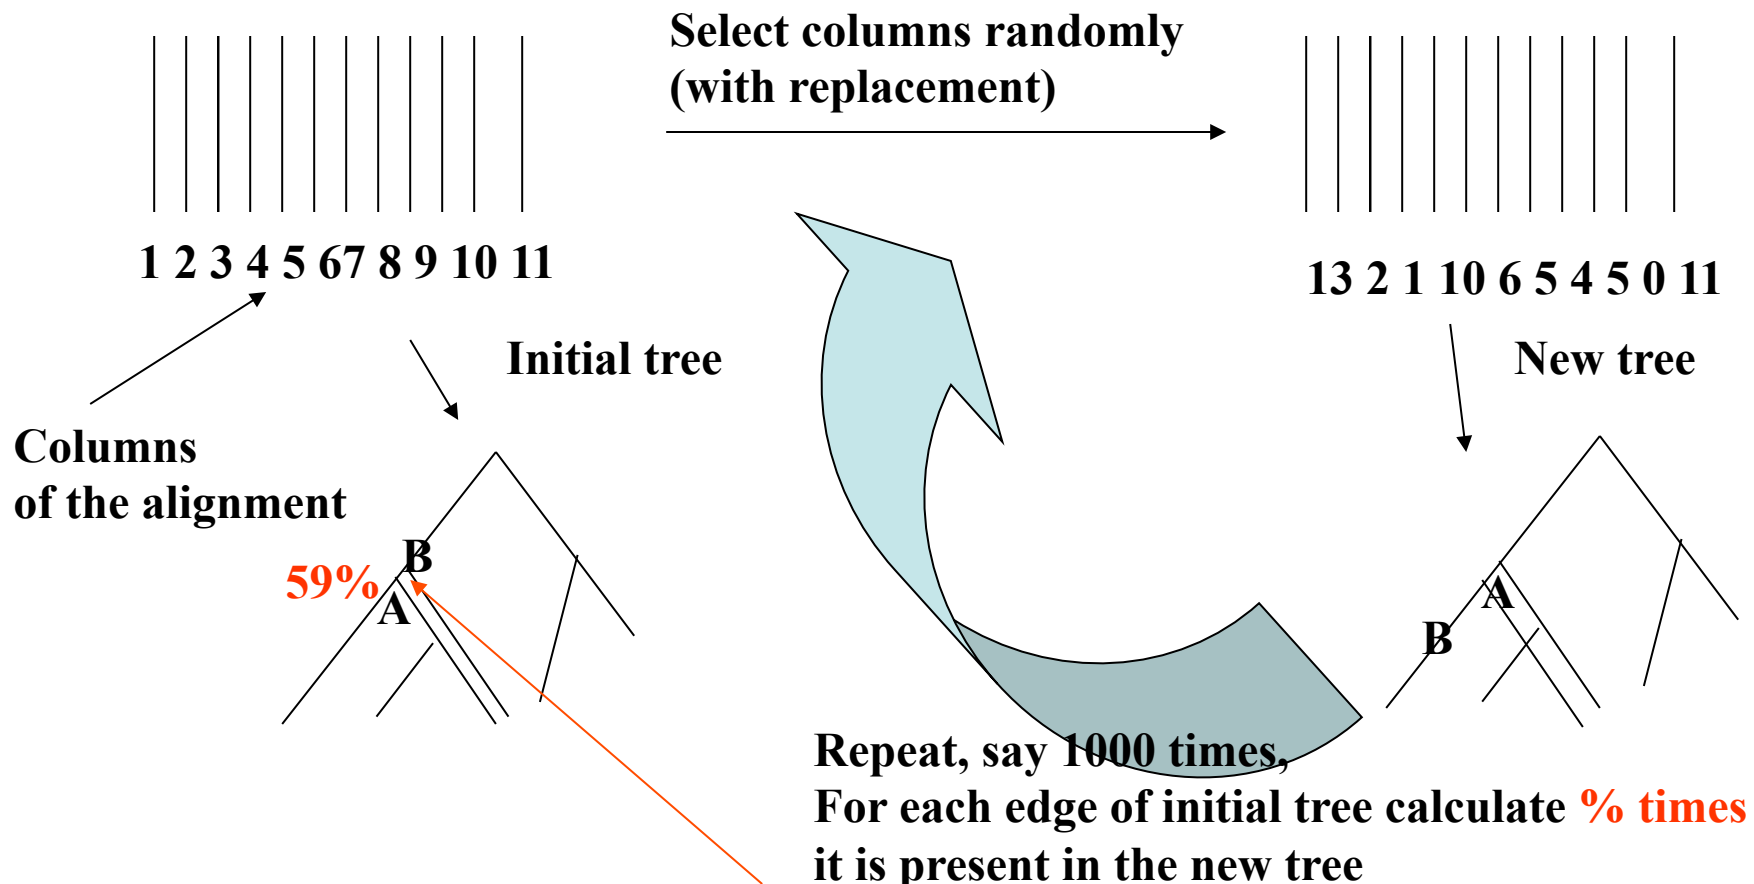 Select columns randomly
(with replacement)
1 2 3 4 5 67 8 9 10 11
13 2 1 10 6 5 4 5 0 11
Initial tree
New tree
Columns
of the alignment
B
59%
A
A
B
Repeat, say 1000 times,
For each edge of initial tree calculate % times
it is present in the new tree